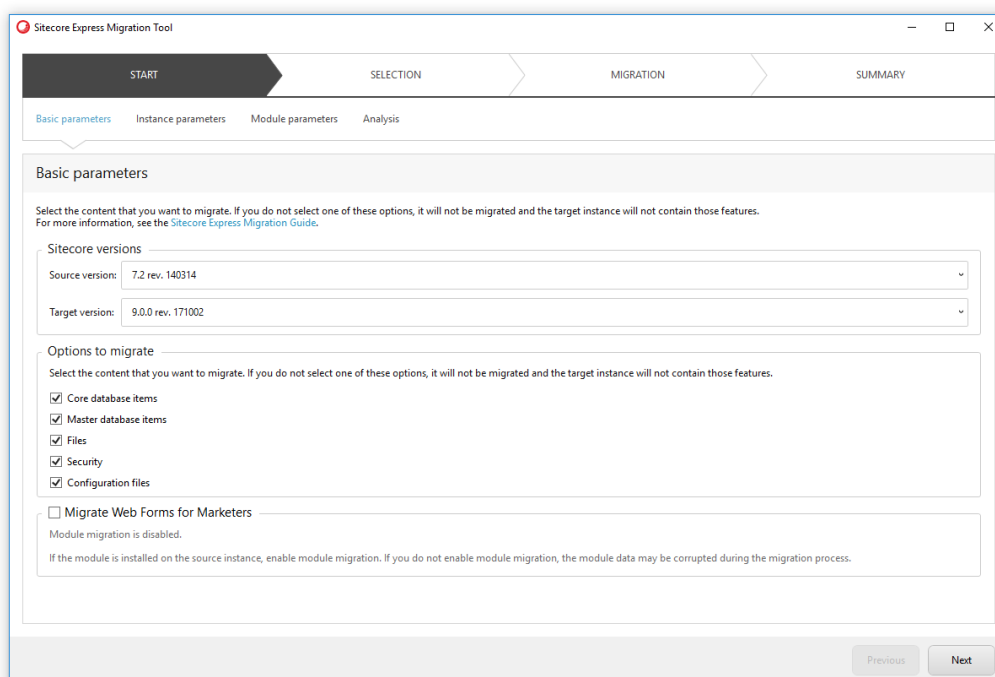 Sitecore Express Migration Tool
START
SELECTION
MIGRATION
SUMMARY
Basic parameters
Instance parameters
Module parameters
Analysis
Basic parameters
Select the content that you want to migrate. If you do not select one of these options, it will not be migrated and the target instance will not contain those features.
For more information, see the Sitecore Express Migration Guide.
Sitecore versions
Source version:
7.2 rev. 140314
Target version:
9.0.0 rev. 171002
Options to migrate
Select the content that you want to migrate. If you do not select one of these options, it will not be migrated and the target instance will not contain those features.
Core database items
Master database items
Files
Security
Configuration files
Migrate Web Forms for Marketers
Module migration is disabled.
If the module is installed on the source instance, enable module migration. If you do not enable module migration, the module data may be corrupted during the migration process.
Previous
Next